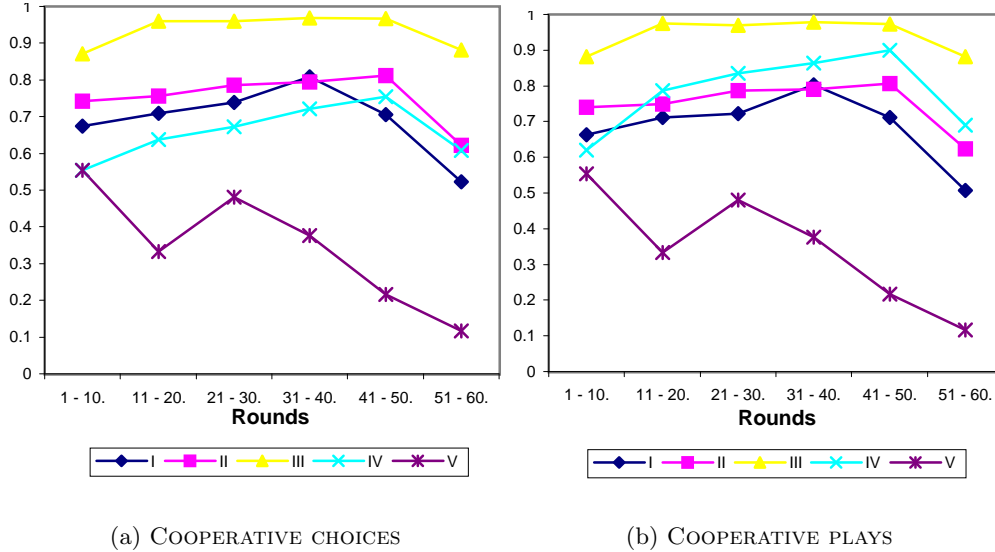 1
0.9
0.8
0.7
0.6
0.5
0.4
0.3
0.2
0.1
0
1 - 10. 11 - 20. 21 - 30. 31 - 40. 41 - 50. 51 - 60.
Rounds
I II III IV V
(a) COOPERATIVE CHOICES
1
0.9
0.8
0.7
0.6
0.5
0.4
0.3
0.2
0.1
0
1 - 10. 11 - 20. 21 - 30. 31 - 40. 41 - 50. 51 - 60.
Rounds
I II III IV V
(b) COOPERATIVE PLAYS